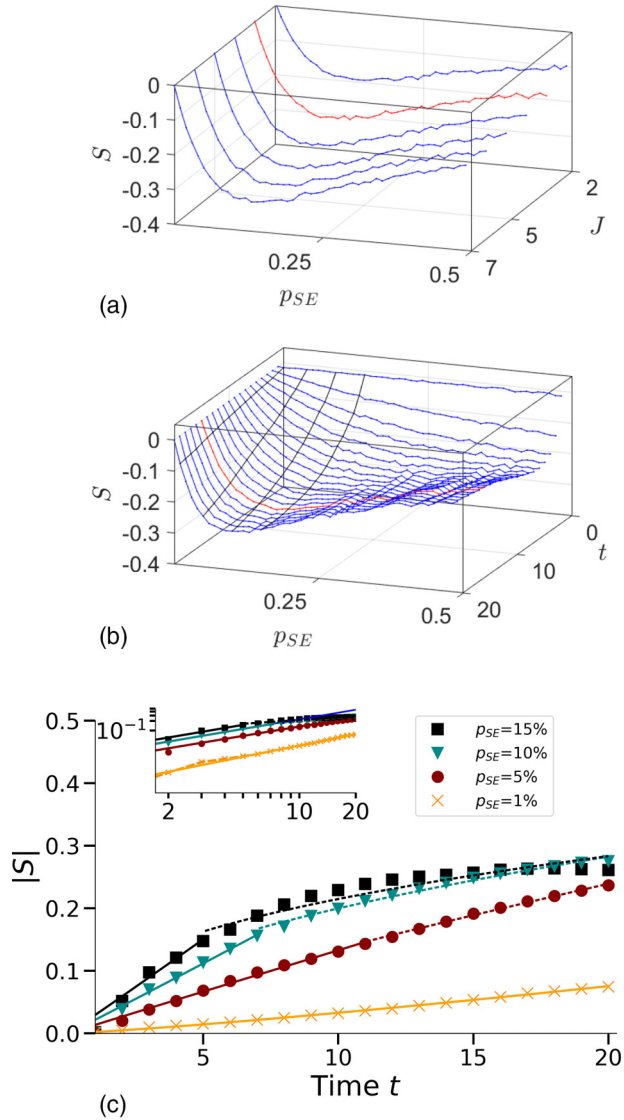 0
-0.1
-0.2
-0.3
-0.4
S
0.25
0.5
p_SE
2
5
7
J
(a)
0
-0.1
-0.2
-0.3
-0.4
S
0.25
0.5
p_SE
0
10
20
t
(b)
10⁻¹
2
10
20
p_SE=15%
p_SE=10%
p_SE=5%
p_SE=1%
0.5
0.4
0.3
0.2
0.1
0.0
|S|
5
10
15
20
Time t
(c)